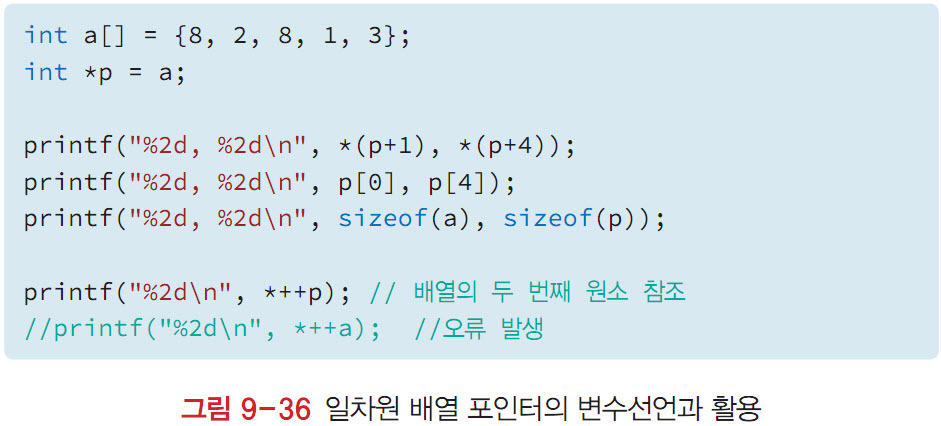 int a[] = {8, 2, 8, 1, 3};
int *p = a;
printf("%2d, %2d\n", *(p+1), *(p+4));
printf("%2d, %2d\n", p[0], p[4]);
printf("%2d, %2d\n", sizeof(a), sizeof(p));
printf("%2d\n", *++p); // 배열의 두 번째 원소 참조
//printf("%2d\n", *++a);  //오류 발생
그림 9-36 일차원 배열 포인터의 변수선언과 활용